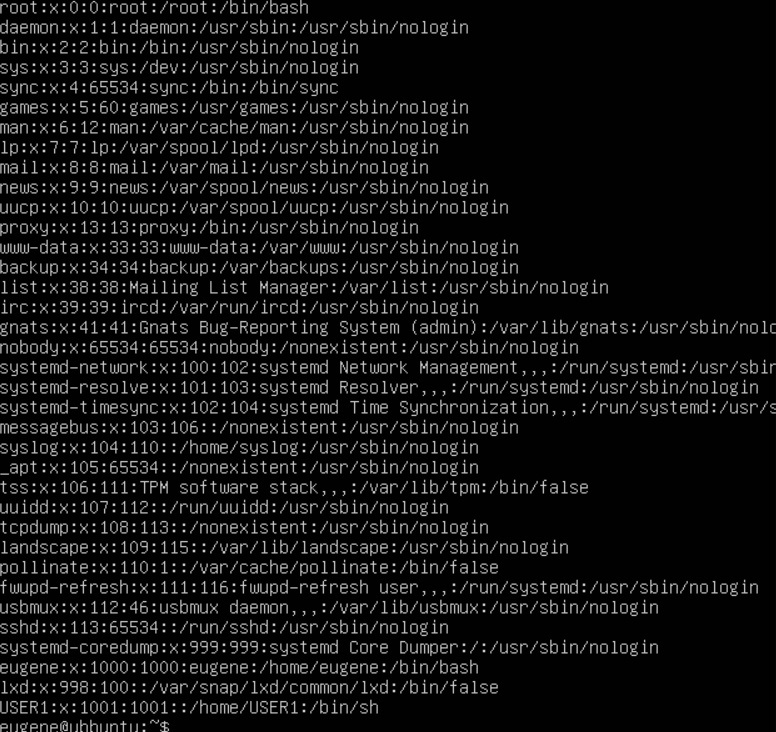 root:x:0:0:root:/root:/bin/bash
daemon:x:1:1:daemon:/usr/sbin:/usr/sbin/nologin
bin:x:2:2:bin:/bin:/usr/sbin/nologin
sys:x:3:3:sys:/dev:/usr/sbin/nologin
sync:x:4:65534:sync:/bin:/bin/sync
games:x:5:60:games:/usr/games:/usr/sbin/nologin
man:x:6:12:man:/var/cache/man:/usr/sbin/nologin
lp:x:7:7:lp:/var/spool/lpd:/usr/sbin/nologin
mail:x:8:8:mail:/var/mail:/usr/sbin/nologin
news:x:9:9:news:/var/spool/news:/usr/sbin/nologin
uucp:x:10:10:uucp:/var/spool/uucp:/usr/sbin/nologin
proxy:x:13:13:proxy:/bin:/usr/sbin/nologin
www-data:x:33:33:www-data:/var/www:/usr/sbin/nologin
backup:x:34:34:backup:/var/backups:/usr/sbin/nologin
list:x:38:38:Mailing List Manager:/var/list:/usr/sbin/nologin
irc:x:39:39:ircd:/var/run/ircd:/usr/sbin/nologin
gnats:x:41:41:Gnats Bug-Reporting System (admin):/var/lib/gnats:/usr/sbin/nolo
nobody:x:65534:65534:nobody:/nonexistent:/usr/sbin/nologin
systemd-network:x:100:102:systemd Network Management,,,:/run/systemd:/usr/sbin
systemd-resolve:x:101:103:systemd Resolver,,,:/run/systemd:/usr/sbin/nologin
systemd-timesync:x:102:104:systemd Time Synchronization,,,:/run/systemd:/usr/s
messagebus:x:103:106::/nonexistent:/usr/sbin/nologin
syslog:x:104:110::/home/syslog:/usr/sbin/nologin
_apt:x:105:65534::/nonexistent:/usr/sbin/nologin
tss:x:106:111:TPM software stack,,,:/var/lib/tpm:/bin/false
uuidd:x:107:112::/run/uuidd:/usr/sbin/nologin
tcpdump:x:108:113::/nonexistent:/usr/sbin/nologin
landscape:x:109:115::/var/lib/landscape:/usr/sbin/nologin
pollinate:x:110:1::/var/cache/pollinate:/bin/false
fwupd-refresh:x:111:116:fwupd-refresh user,,,:/run/systemd:/usr/sbin/nologin
usbmux:x:112:46:usbmux daemon,,,:/var/lib/usbmux:/usr/sbin/nologin
sshd:x:113:65534::/run/sshd:/usr/sbin/nologin
systemd-coredump:x:999:999:systemd Core Dumper:/:/usr/sbin/nologin
eugene:x:1000:1000:eugene:/home/eugene:/bin/bash
lxd:x:998:100::/var/snap/lxd/common/lxd:/bin/false
USER1:x:1001:1001::/home/USER1:/bin/sh
eugene@ubbuntu:~$